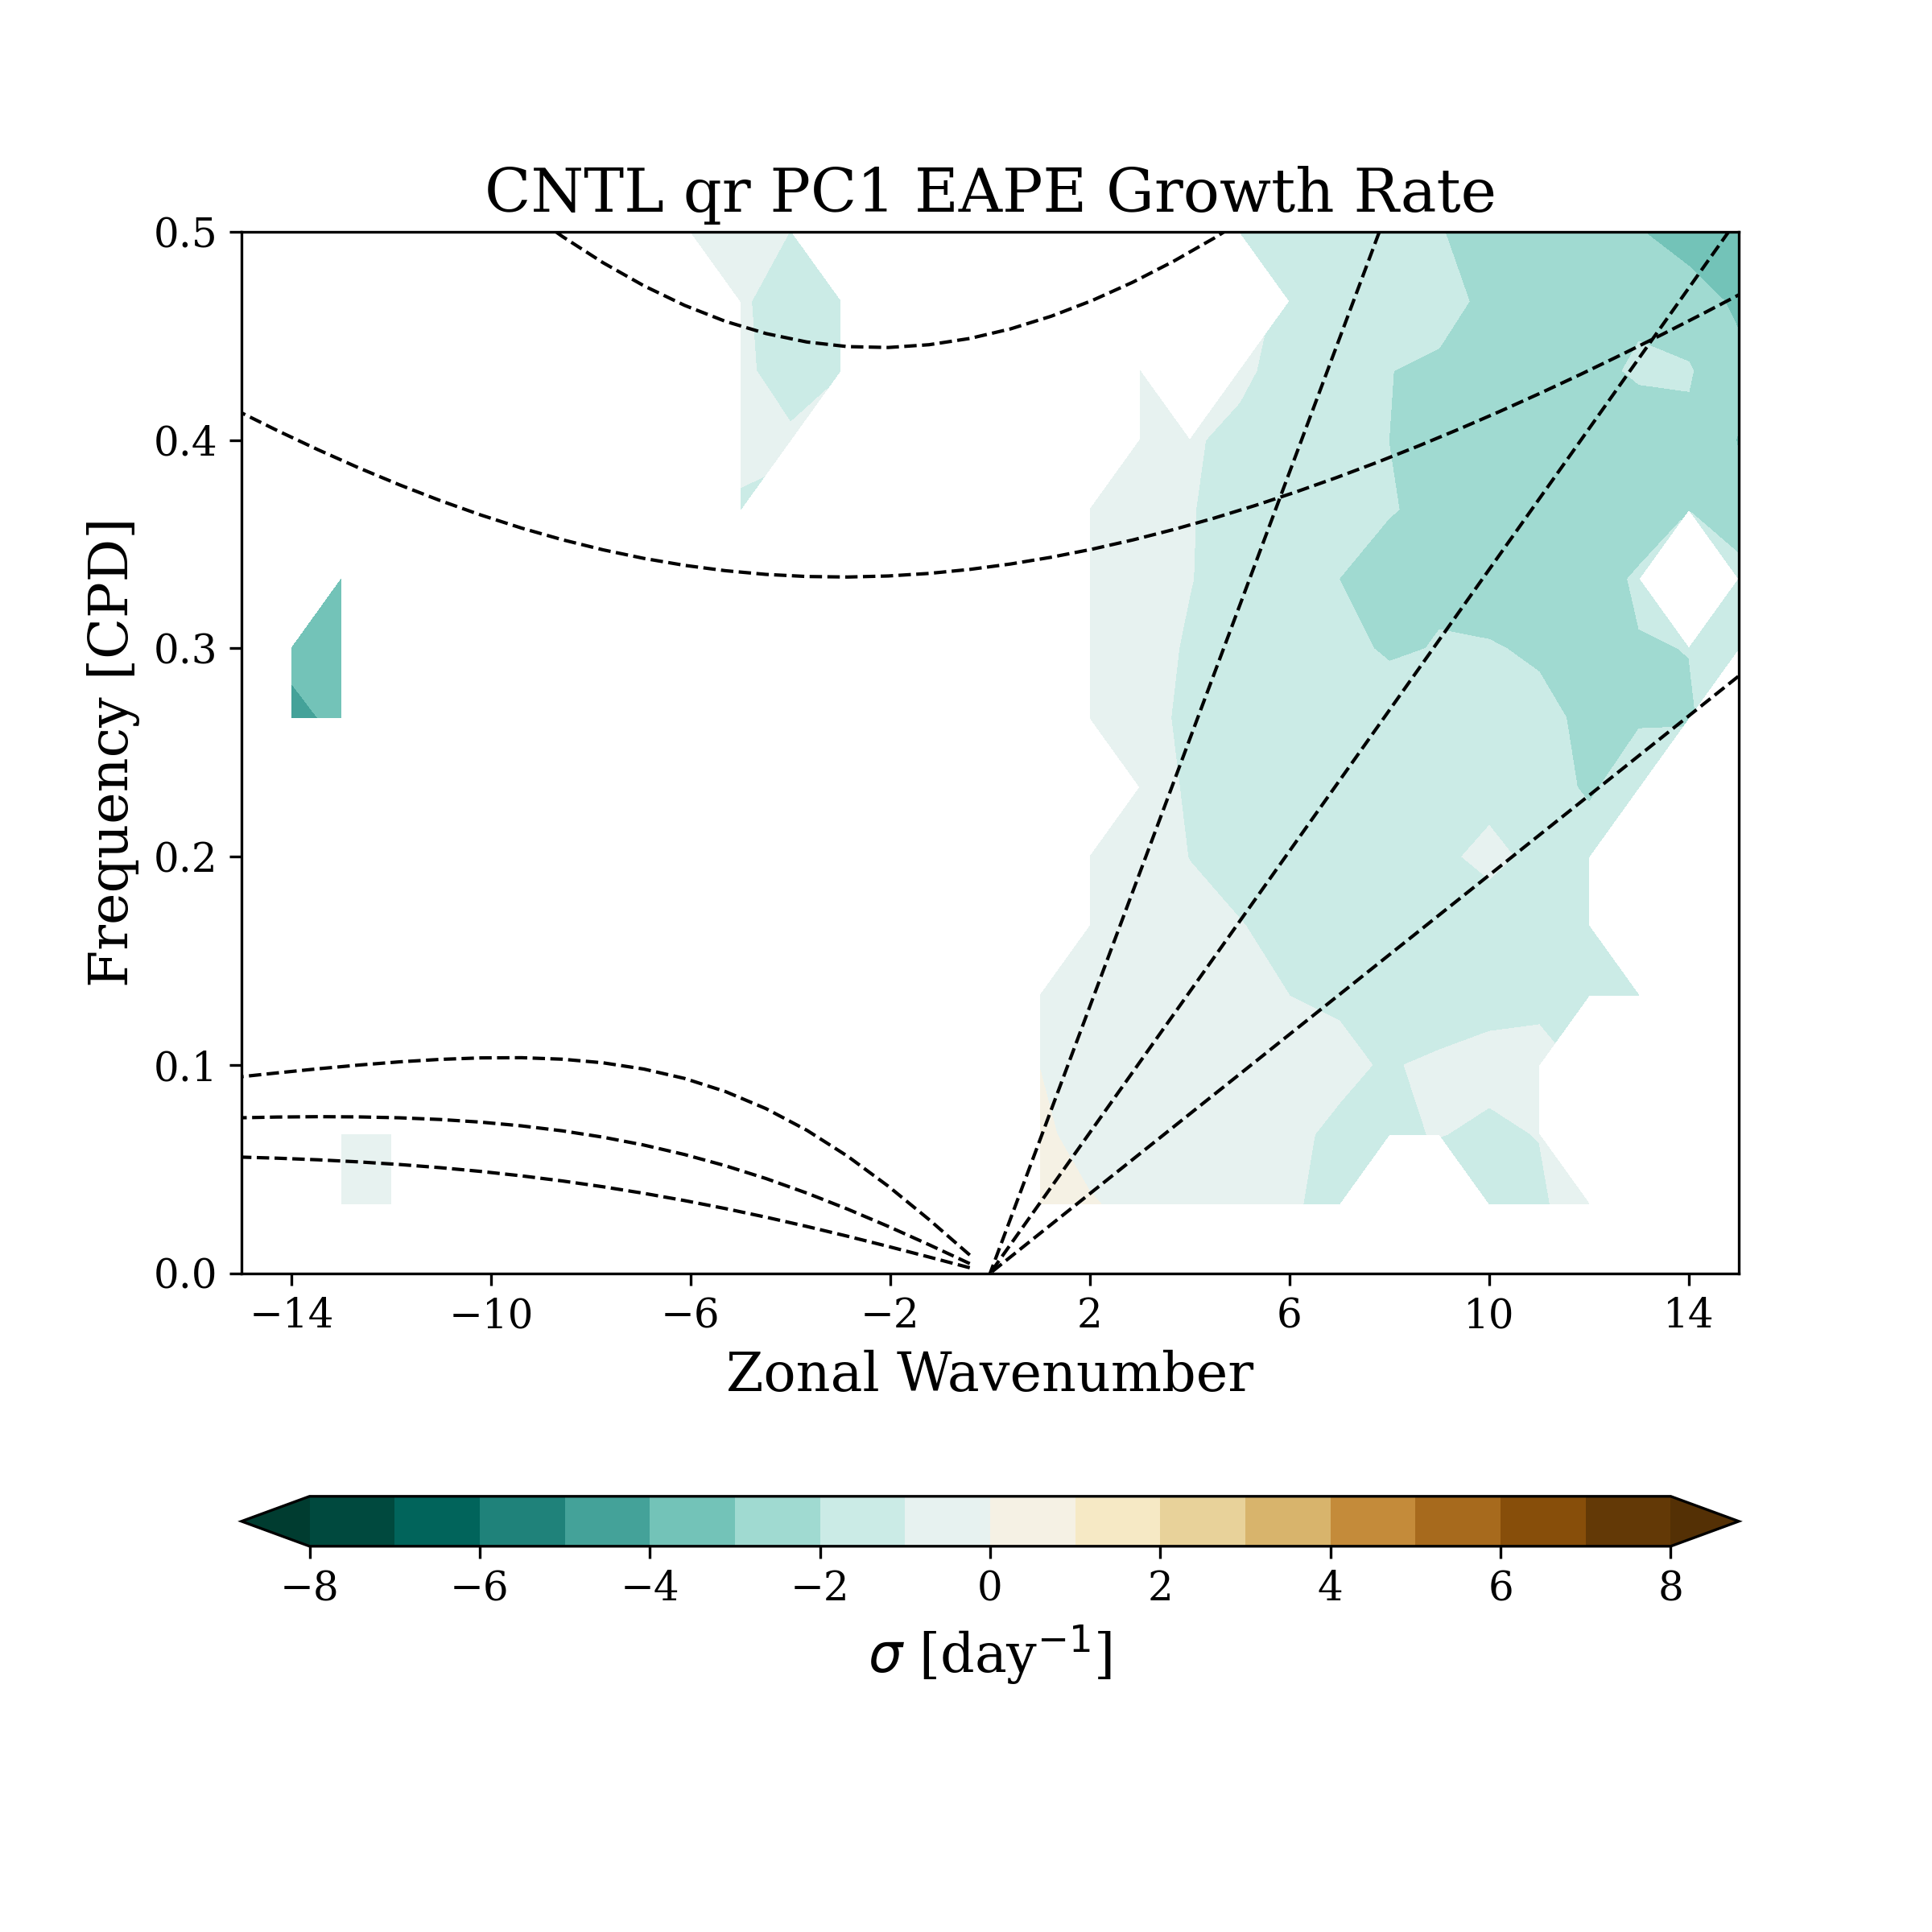 CNTL qr PC1 EAPE Growth Rate
0.5
0.4
0.3
0.2
0.1
0.0
Frequency [CPD]
−14 −10 −6 −2 2 6 10 14
Zonal Wavenumber
−8 −6 −4 −2 0 2 4 6 8
σ [day⁻¹]